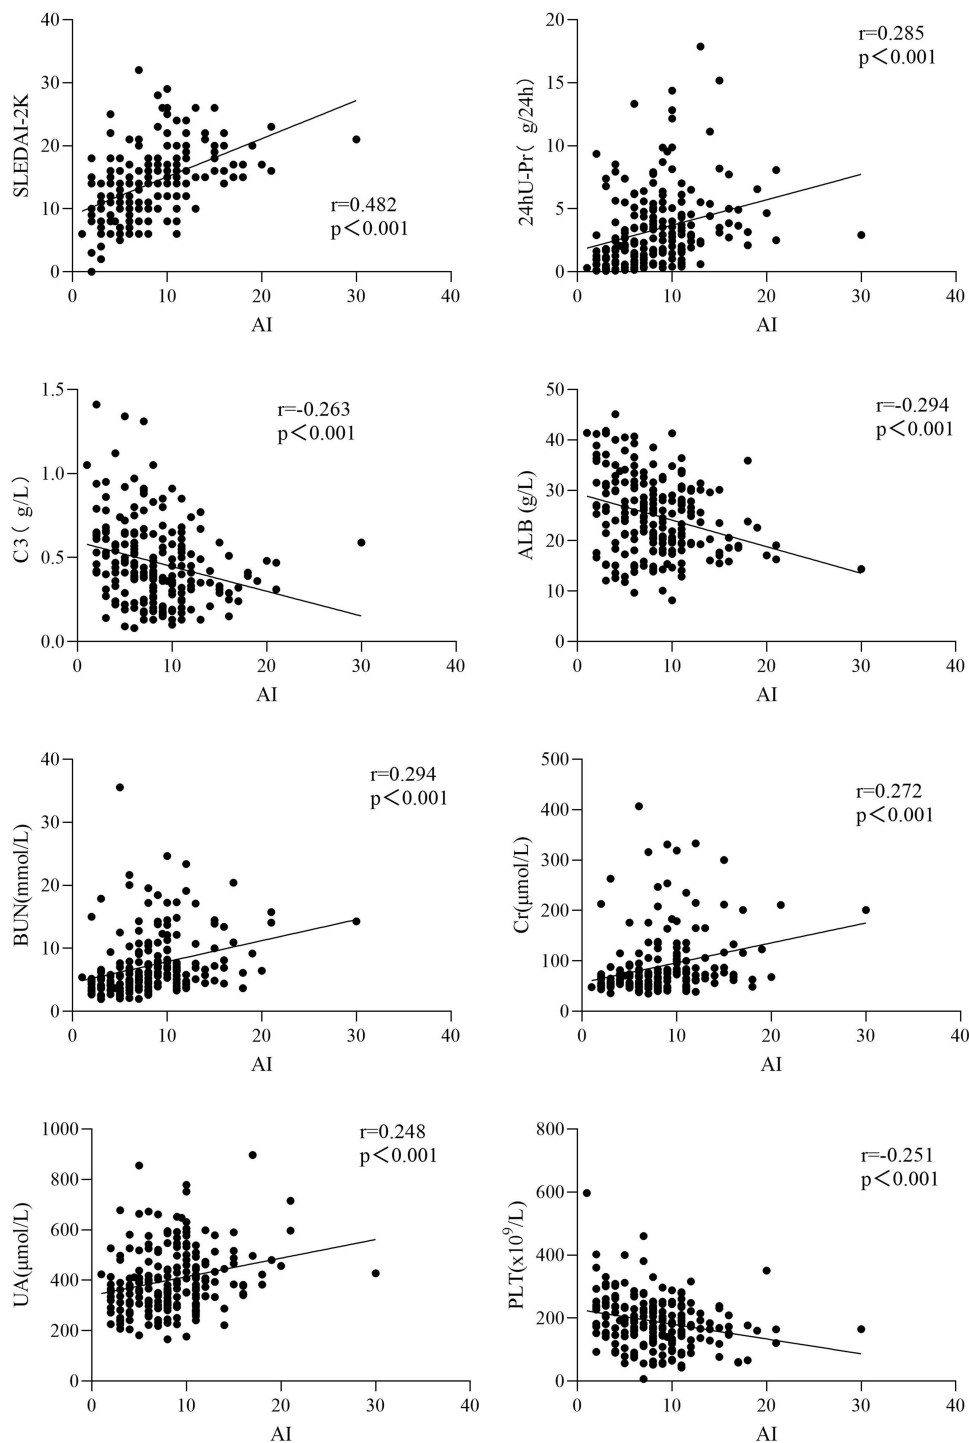 40
30
20
10
0
SLEDAI-2K
r=0.482
p＜0.001
0 10 20 30 40
AI
20
15
10
5
0
24hU-Pr（ g/24h）
r=0.285
p＜0.001
0 10 20 30 40
AI
1.5
1.0
0.5
0.0
C3（ g/L）
r=-0.263
p＜0.001
0 10 20 30 40
AI
50
40
30
20
10
0
ALB (g/L)
r=-0.294
p＜0.001
0 10 20 30 40
AI
40
30
20
10
0
BUN(mmol/L)
r=0.294
p＜0.001
0 10 20 30 40
AI
500
400
300
200
100
0
Cr(μmol/L)
r=0.272
p＜0.001
0 10 20 30 40
AI
1000
800
600
400
200
0
UA(μmol/L)
r=0.248
p＜0.001
0 10 20 30 40
AI
800
600
400
200
0
PLT(x10⁹/L)
r=-0.251
p＜0.001
0 10 20 30 40
AI